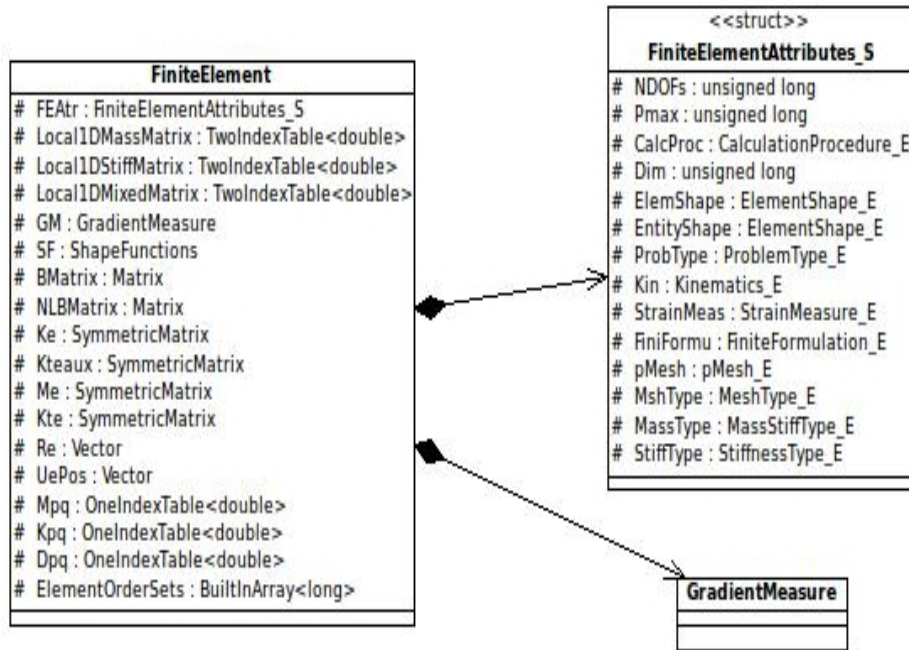 FiniteElement
# FEAtr : FiniteElementAttributes_S
# Local1DMassMatrix : TwoIndexTable<double>
# Local1DStiffMatrix : TwoIndexTable<double>
# Local1DMixedMatrix : TwoIndexTable<double>
# GM : GradientMeasure
# SF : ShapeFunctions
# BMatrix : Matrix
# NLBMatrix : Matrix
# Ke : SymmetricMatrix
# Kteaux : SymmetricMatrix
# Me : SymmetricMatrix
# Kte : SymmetricMatrix
# Re : Vector
# UePos : Vector
# Mpq : OneIndexTable<double>
# Kpq : OneIndexTable<double>
# Dpq : OneIndexTable<double>
# ElementOrderSets : BuiltInArray<long>
<<struct>>
FiniteElementAttributes_S
# NDOFs : unsigned long
# Pmax : unsigned long
# CalcProc : CalculationProcedure_E
# Dim : unsigned long
# ElemShape : ElementShape_E
# EntityShape : ElementShape_E
# ProbType : ProblemType_E
# Kin : Kinematics_E
# StrainMeas : StrainMeasure_E
# FiniFormu : FiniteFormulation_E
# pMesh : pMesh_E
# MshType : MeshType_E
# MassType : MassStiffType_E
# StiffType : StiffnessType_E
GradientMeasure